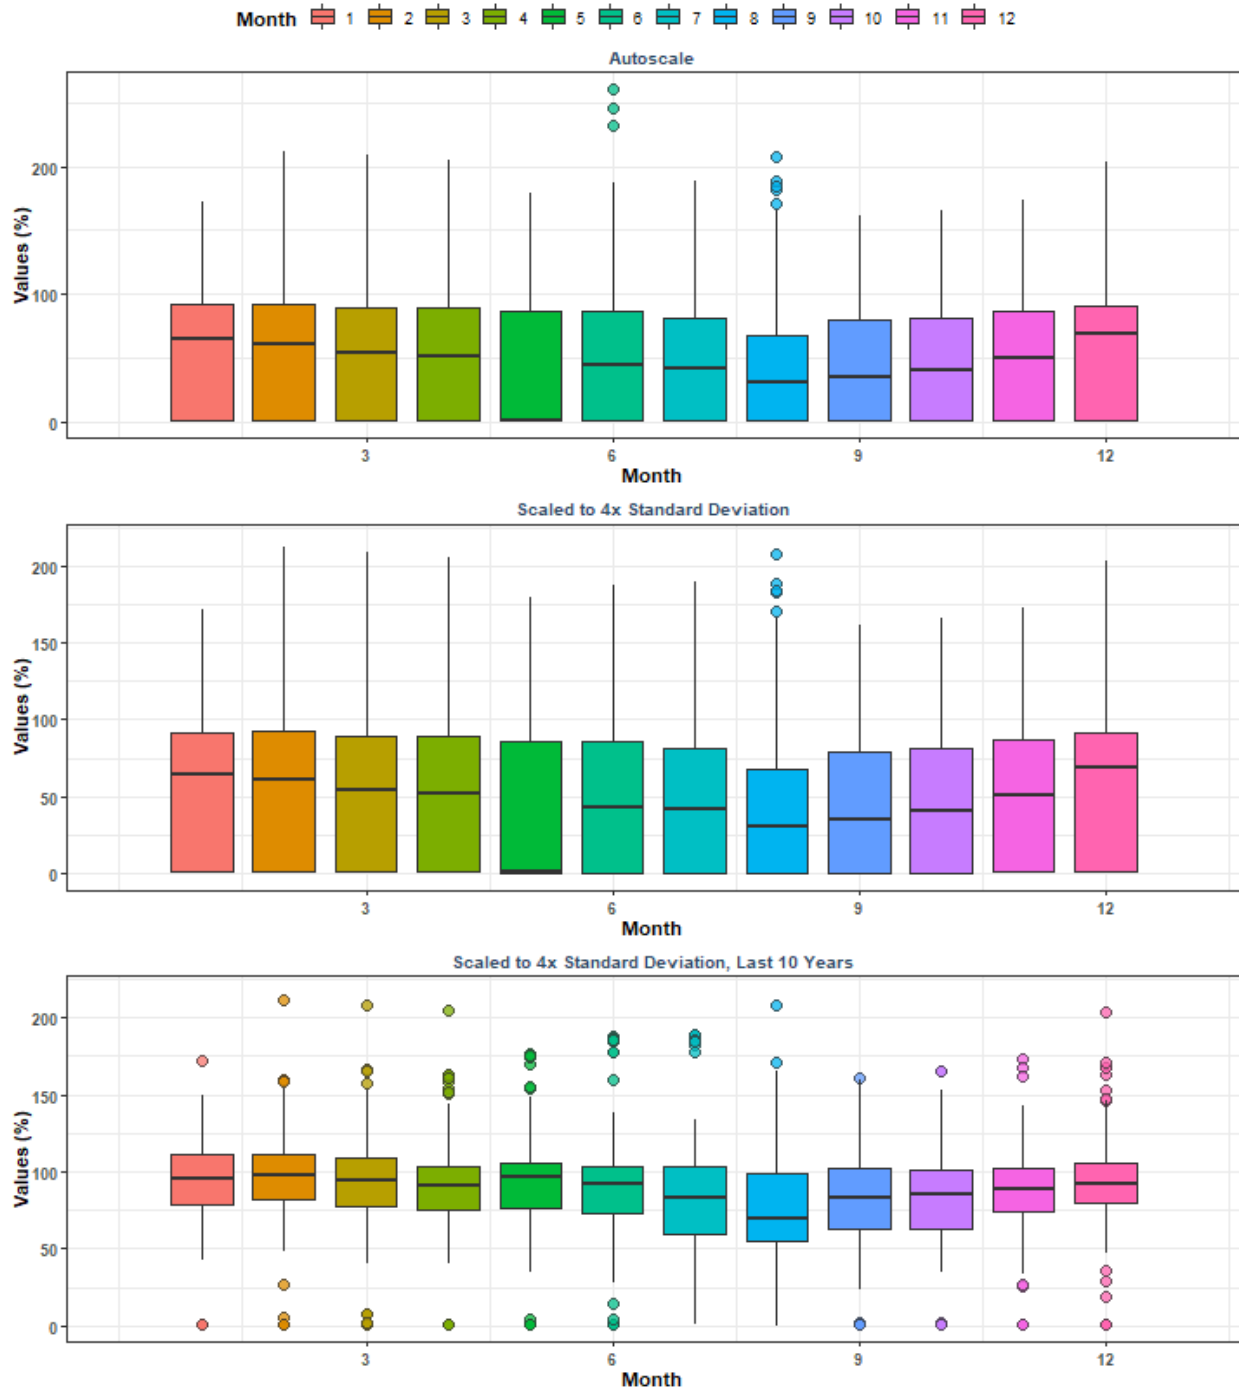 Month 1 2 3 4 5 6 7 8 9 10 11 12
Autoscale
Values (%)
200
100
0
3 6 9 12
Month
Scaled to 4x Standard Deviation
Values (%)
200
150
100
50
0
3 6 9 12
Month
Scaled to 4x Standard Deviation, Last 10 Years
Values (%)
200
150
100
50
0
3 6 9 12
Month